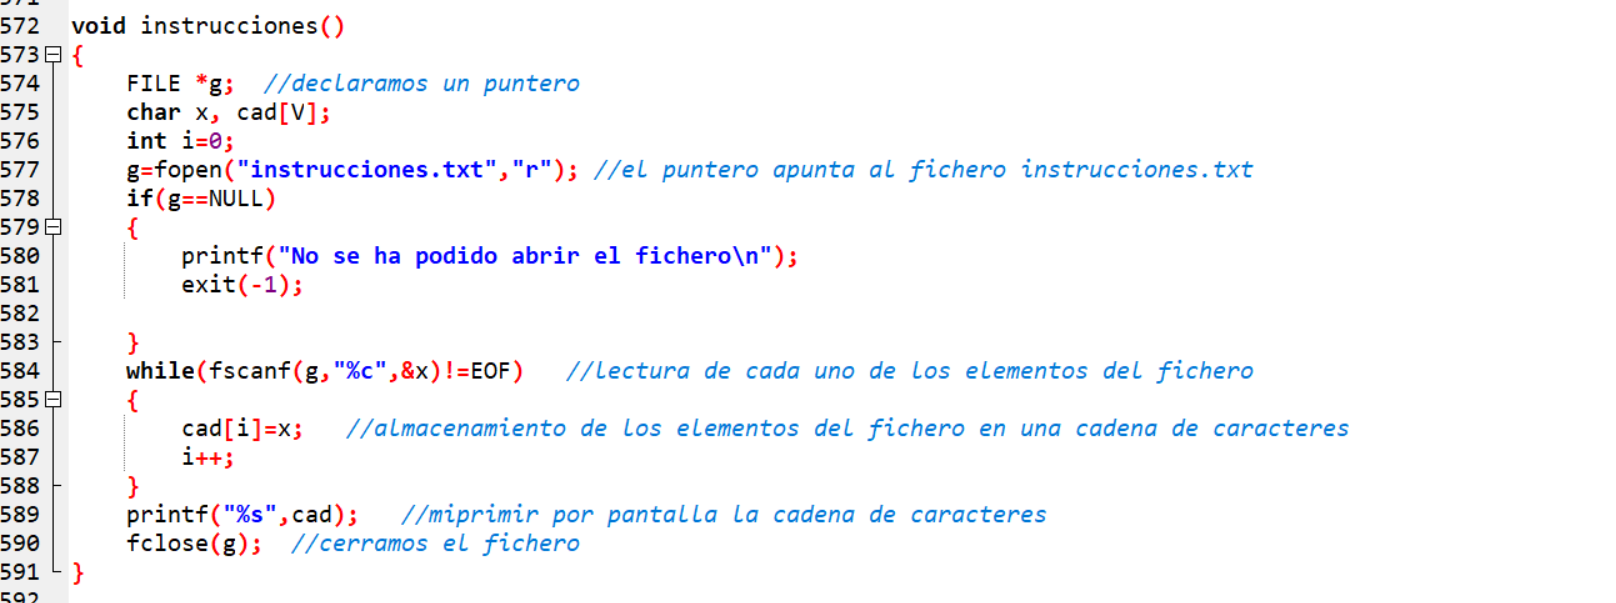 571
572 void instrucciones()
573 {
574 FILE *g; //declaramos un puntero
575 char x, cad[V];
576 int i=0;
577 g=fopen("instrucciones.txt","r"); //el puntero apunta al fichero instrucciones.txt
578 if(g==NULL)
579 {
580 printf("No se ha podido abrir el fichero\n");
581 exit(-1);
582
583 }
584 while(fscanf(g,"%c",&x)!=EOF) //lectura de cada uno de los elementos del fichero
585 {
586 cad[i]=x; //almacenamiento de los elementos del fichero en una cadena de caracteres
587 i++;
588 }
589 printf("%s",cad); //miprimir por pantalla la cadena de caracteres
590 fclose(g); //cerramos el fichero
591 }
592